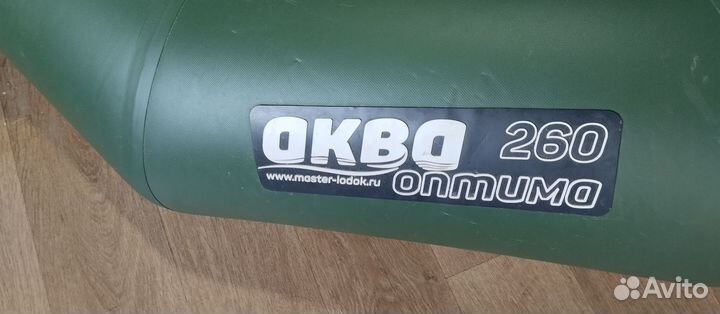 аква 260
www.master-lodok.ru оптима
Avito